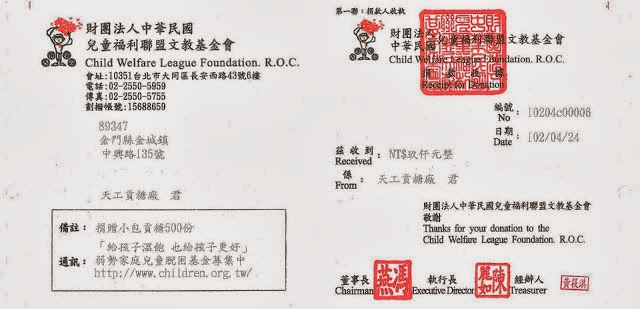 財團法人中華民國
兒童福利聯盟文教基金會
Child Welfare League Foundation. R.O.C.
會址:10351台北市大同區長安西路43號6樓
電話:02-2550-5959
傳真:02-2550-5755
劃撥帳號:15688659
89347
金門縣金城鎮
中興路135號
天工貢糖廠 君
備註: 捐贈小包貢糖500份
「給孩子溫飽 也給孩子更好」
通訊: 弱勢家庭兒童脫困基金募集中
http://www.children.org.tw/
第一聯:捐款人收執
財團法人
中華民國兒童福利聯盟文教基金會
Child Welfare League Foundation. R.O.C.
捐款收據
Receipt for Donation
編號: 10204c00006
No
日期: 102/04/24
Date
茲收到: NT$玖仟元整
Received
係: 天工貢糖廠 君
From
財團法人中華民國兒童福利聯盟文教基金會
敬謝
Thanks for your donation to the
Child Welfare League Foundation. R.O.C.
董事長 馮燕 執行長 陳麗如 經辦人 黃筱淇
Chairman Executive Director Treasurer